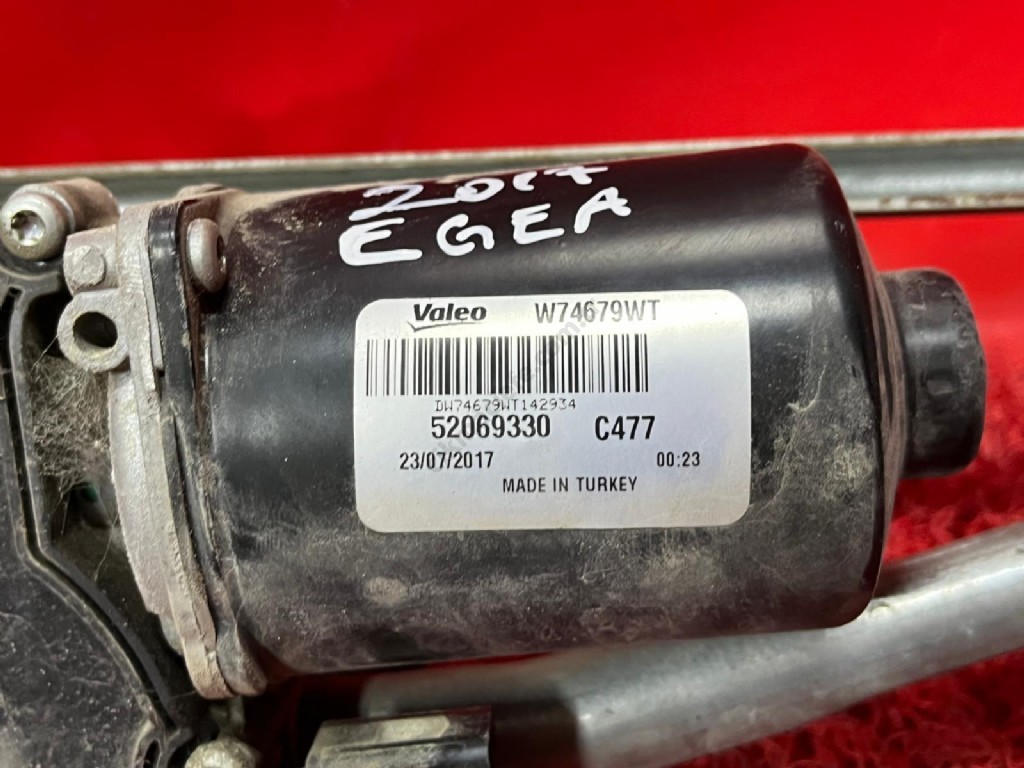 2017
EGEA
Valeo W74679WT
DW74679WT142934
52069330 C477
23/07/2017 00:23
MADE IN TURKEY